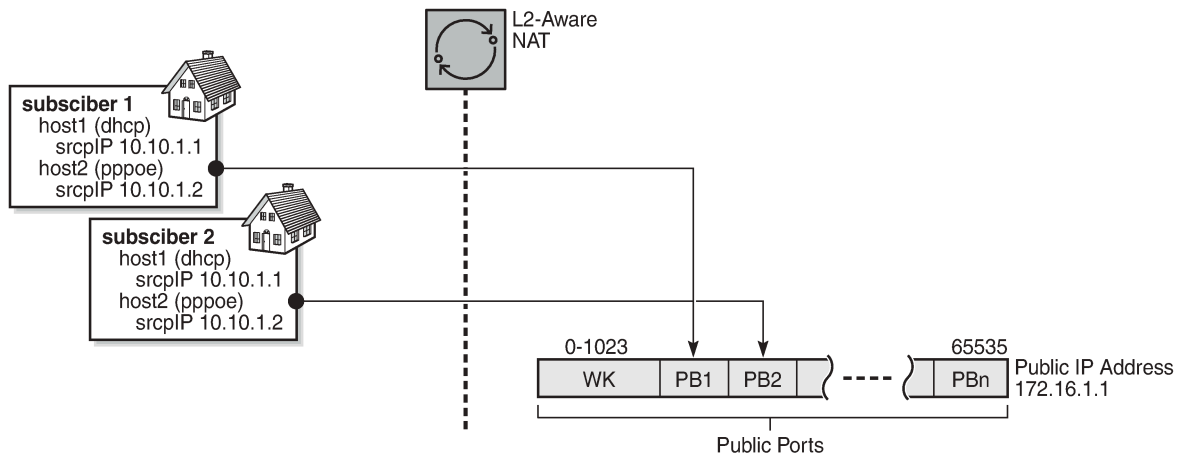 L2-Aware
NAT
subsciber 1
host1 (dhcp)
srcpIP 10.10.1.1
host2 (pppoe)
srcpIP 10.10.1.2
subsciber 2
host1 (dhcp)
srcpIP 10.10.1.1
host2 (pppoe)
srcpIP 10.10.1.2
0-1023
65535
WK
PB1
PB2
PBn
Public IP Address
172.16.1.1
Public Ports